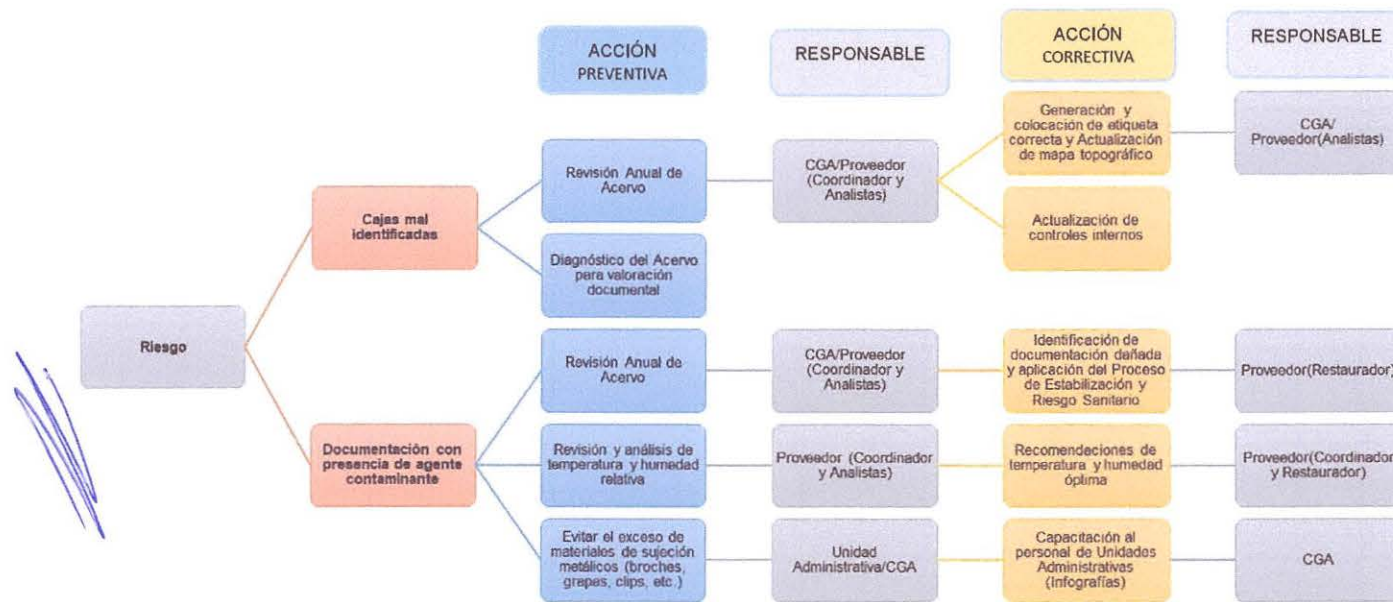 ACCIÓN
PREVENTIVA
RESPONSABLE
ACCIÓN
CORRECTIVA
RESPONSABLE
Riesgo
Cajas mal
identificadas
Revisión Anual de
Acervo
CGA/Proveedor
(Coordinador y
Analistas)
Generación y
colocación de etiqueta
correcta y Actualización
de mapa topográfico
CGA/
Proveedor(Analistas)
Actualización de
controles internos
Diagnóstico del Acervo
para valoración
documental
Documentación con
presencia de agente
contaminante
Revisión Anual de
Acervo
CGA/Proveedor
(Coordinador y
Analistas)
Identificación de
documentación dañada
y aplicación del Proceso
de Estabilización y
Riesgo Sanitario
Proveedor(Restaurador)
Revisión y análisis de
temperatura y humedad
relativa
Proveedor (Coordinador
y Analistas)
Recomendaciones de
temperatura y humedad
óptima
Proveedor(Coordinador
y Restaurador)
Evitar el exceso de
materiales de sujeción
metálicos (broches,
grapas, clips, etc.)
Unidad
Administrativa/CGA
Capacitación al
personal de Unidades
Administrativas
(Infografías)
CGA